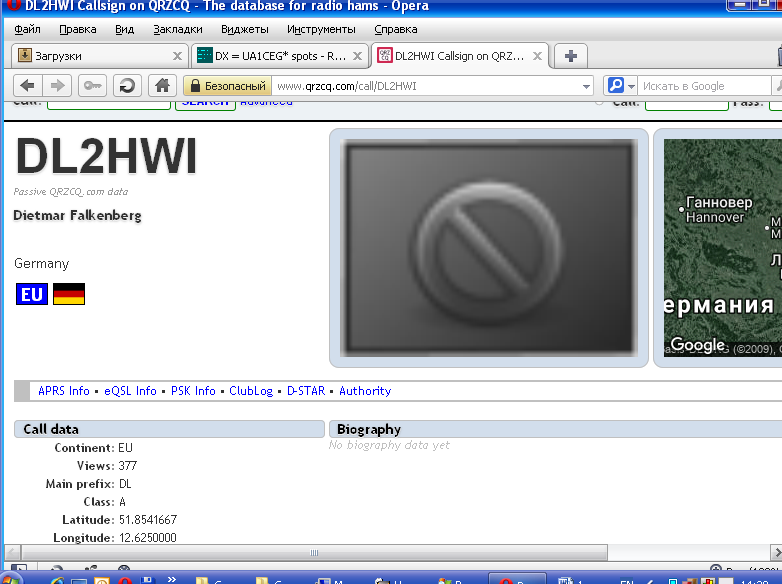 DL2HWI Callsign on QRZCQ - The database for radio hams - Opera
Файл Правка Вид Закладки Виджеты Инструменты Справка
Загрузки
DX = UA1CEG* spots - R...
DL2HWI Callsign on QRZ...
Безопасный
www.qrzcq.com/call/DL2HWI
Искать в Google
Call: SEARCH Advanced Call: Pass:
DL2HWI
Passive QRZCQ.com data
Dietmar Falkenberg
Germany
EU
Ганновер
Hannover
ермания
Google
(©2009),
APRS Info • eQSL Info • PSK Info • ClubLog • D-STAR • Authority
Call data
Continent: EU
Views: 377
Main prefix: DL
Class: A
Latitude: 51.8541667
Longitude: 12.6250000
Biography
No biography data yet